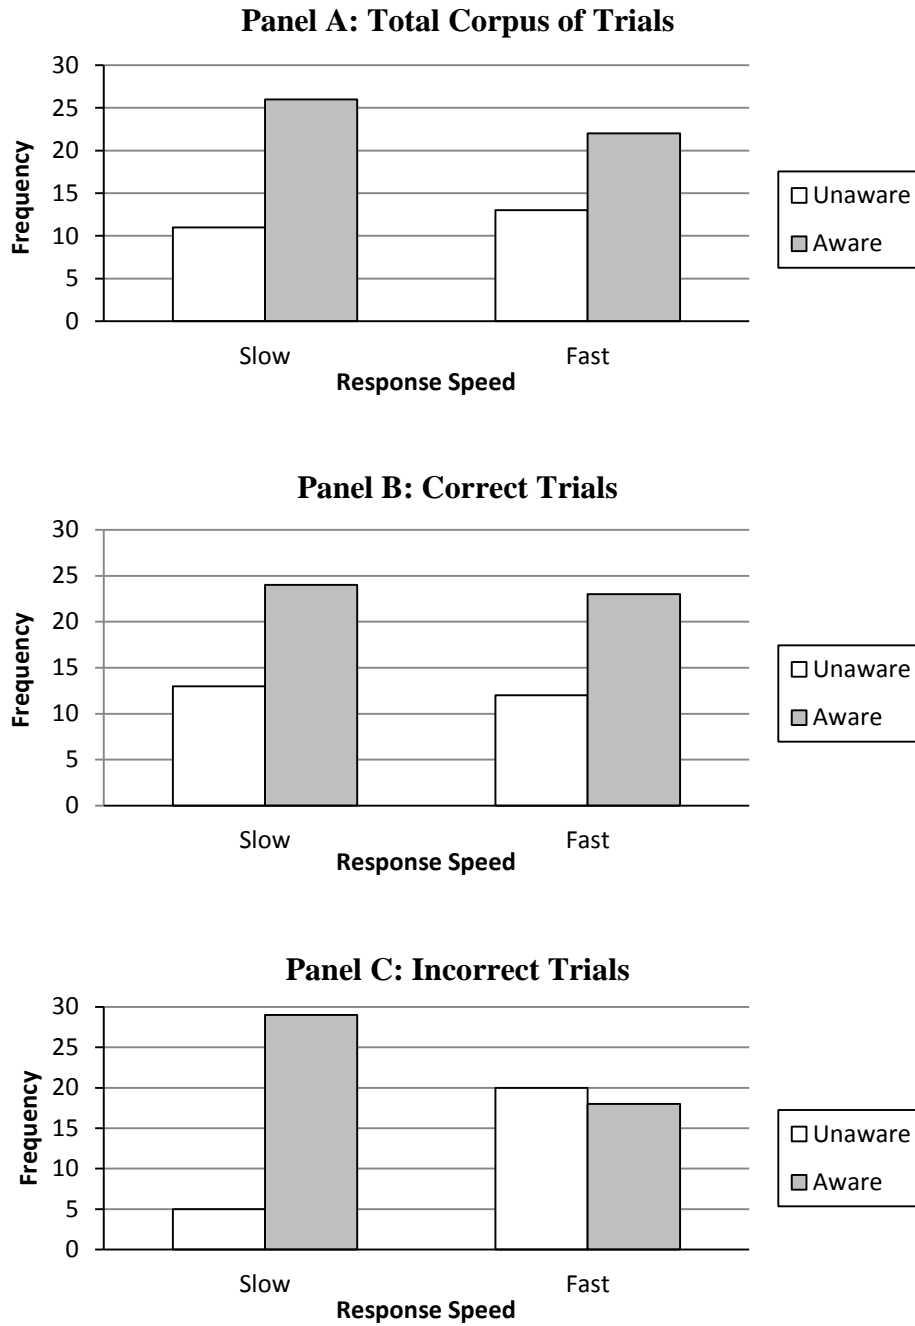 Panel A: Total Corpus of Trials
30
25
20
15
10
5
0
Frequency
Slow
Fast
Response Speed
Unaware
Aware
Panel B: Correct Trials
30
25
20
15
10
5
0
Frequency
Slow
Fast
Response Speed
Unaware
Aware
Panel C: Incorrect Trials
30
25
20
15
10
5
0
Frequency
Slow
Fast
Response Speed
Unaware
Aware